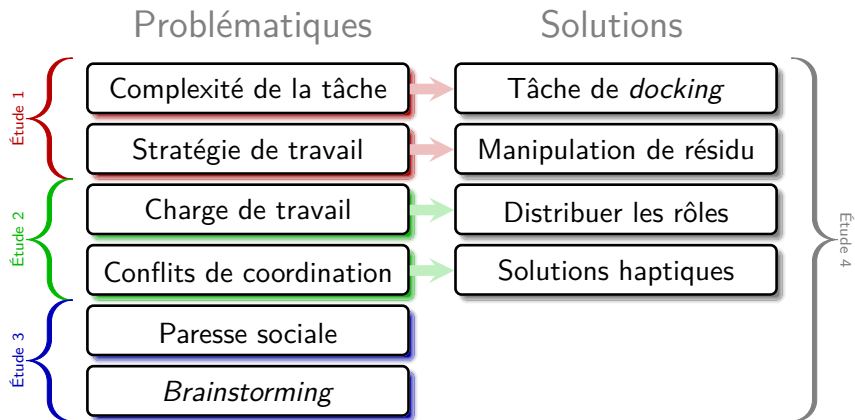 Problématiques
Solutions
Étude 1
Complexité de la tâche
Tâche de docking
Stratégie de travail
Manipulation de résidu
Étude 2
Charge de travail
Distribuer les rôles
Conflits de coordination
Solutions haptiques
Étude 3
Paresse sociale
Brainstorming
Étude 4